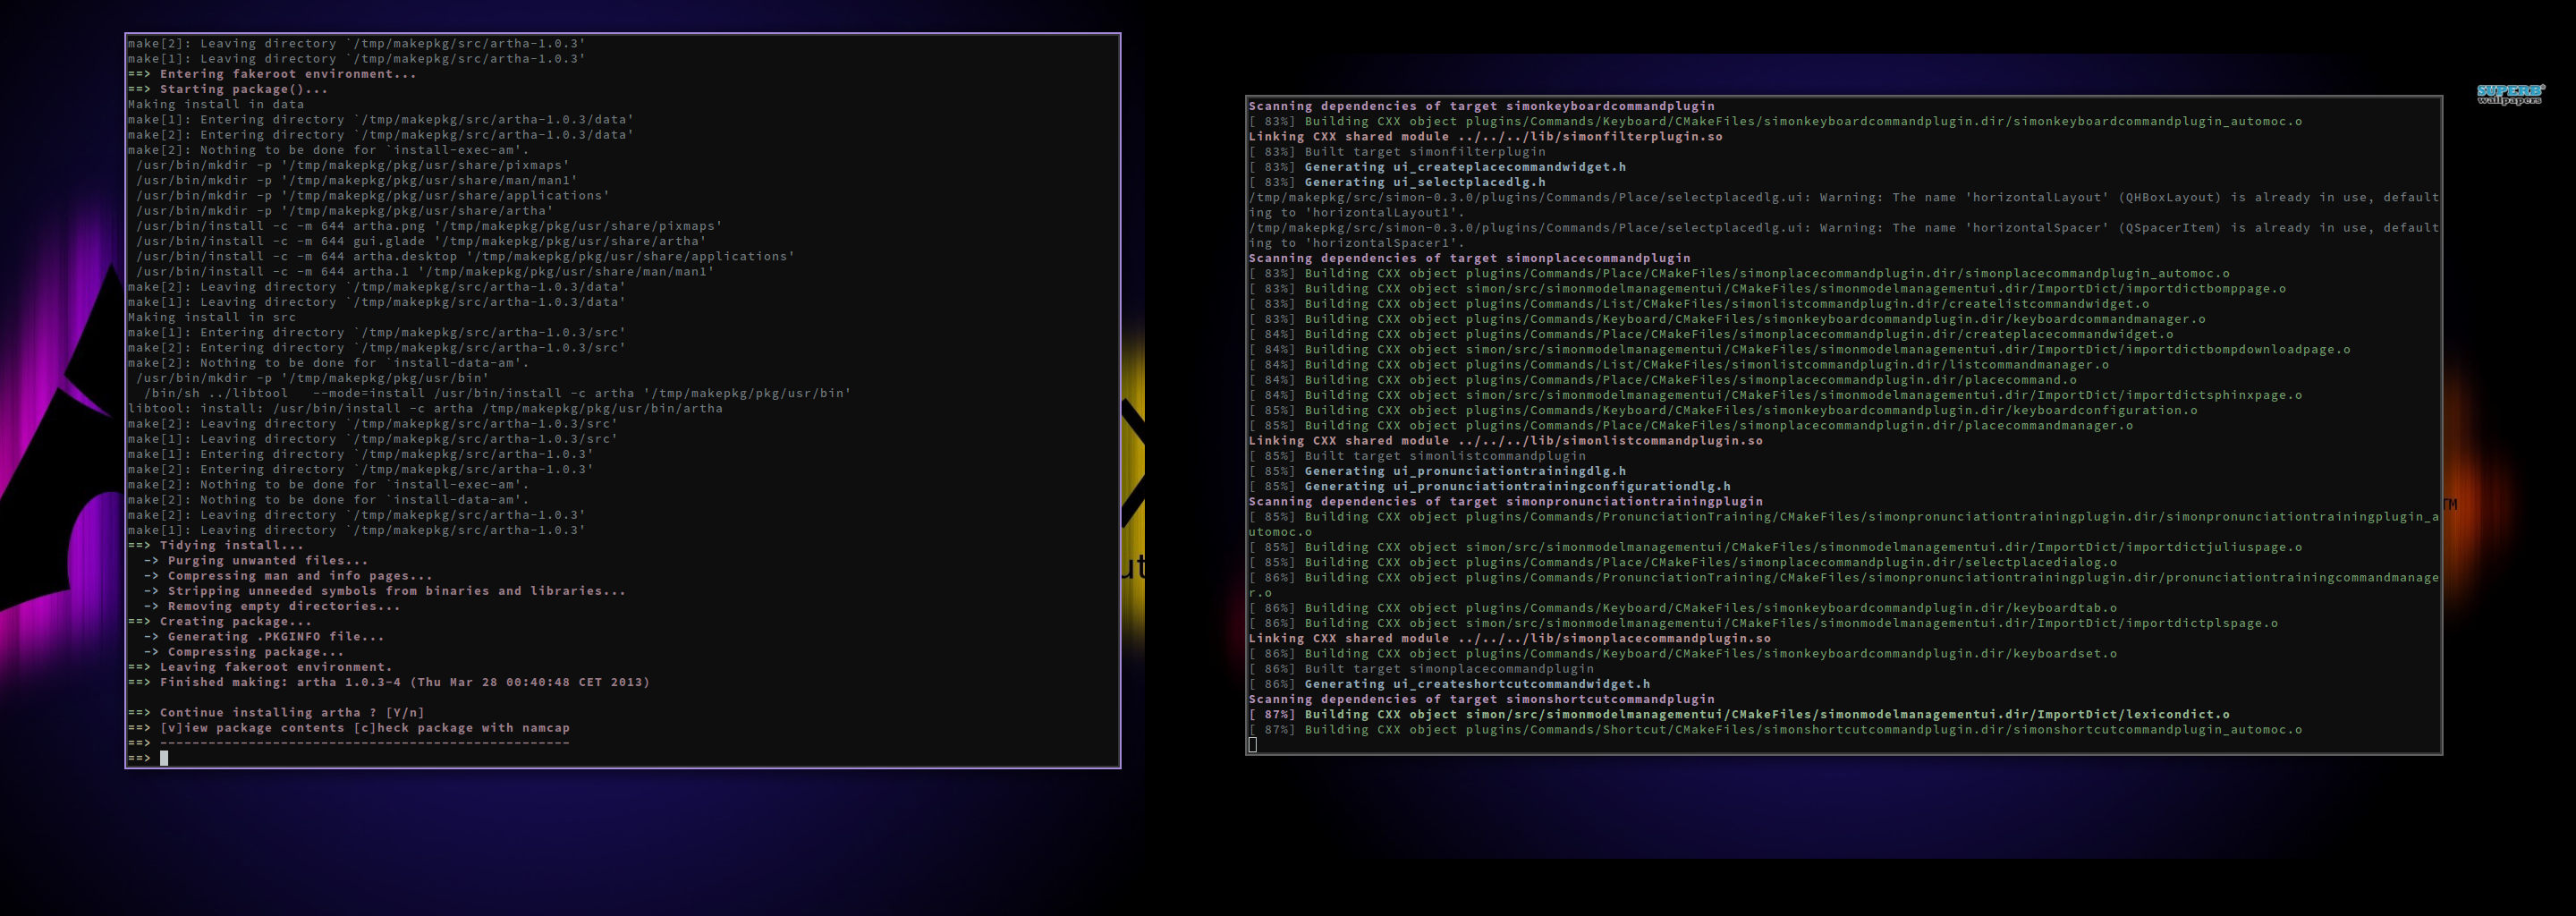 make[2]: Leaving directory `/tmp/makepkg/src/artha-1.0.3'
make[1]: Leaving directory `/tmp/makepkg/src/artha-1.0.3'
==> Entering fakeroot environment...
==> Starting package()...
Making install in data
make[1]: Entering directory `/tmp/makepkg/src/artha-1.0.3/data'
make[2]: Entering directory `/tmp/makepkg/src/artha-1.0.3/data'
make[2]: Nothing to be done for `install-exec-am'.
/usr/bin/mkdir -p '/tmp/makepkg/pkg/usr/share/pixmaps'
/usr/bin/mkdir -p '/tmp/makepkg/pkg/usr/share/man/man1'
/usr/bin/mkdir -p '/tmp/makepkg/pkg/usr/share/applications'
/usr/bin/mkdir -p '/tmp/makepkg/pkg/usr/share/artha'
/usr/bin/install -c -m 644 artha.png '/tmp/makepkg/pkg/usr/share/pixmaps'
/usr/bin/install -c -m 644 gui.glade '/tmp/makepkg/pkg/usr/share/artha'
/usr/bin/install -c -m 644 artha.desktop '/tmp/makepkg/pkg/usr/share/applications'
/usr/bin/install -c -m 644 artha.1 '/tmp/makepkg/pkg/usr/share/man/man1'
make[2]: Leaving directory `/tmp/makepkg/src/artha-1.0.3/data'
make[1]: Leaving directory `/tmp/makepkg/src/artha-1.0.3/data'
Making install in src
make[1]: Entering directory `/tmp/makepkg/src/artha-1.0.3/src'
make[2]: Entering directory `/tmp/makepkg/src/artha-1.0.3/src'
make[2]: Nothing to be done for `install-data-am'.
/usr/bin/mkdir -p '/tmp/makepkg/pkg/usr/bin'
/bin/sh ../libtool   --mode=install /usr/bin/install -c artha '/tmp/makepkg/pkg/usr/bin'
libtool: install: /usr/bin/install -c artha /tmp/makepkg/pkg/usr/bin/artha
make[2]: Leaving directory `/tmp/makepkg/src/artha-1.0.3/src'
make[1]: Leaving directory `/tmp/makepkg/src/artha-1.0.3/src'
make[1]: Entering directory `/tmp/makepkg/src/artha-1.0.3'
make[2]: Entering directory `/tmp/makepkg/src/artha-1.0.3'
make[2]: Nothing to be done for `install-exec-am'.
make[2]: Nothing to be done for `install-data-am'.
make[2]: Leaving directory `/tmp/makepkg/src/artha-1.0.3'
make[1]: Leaving directory `/tmp/makepkg/src/artha-1.0.3'
==> Tidying install...
-> Purging unwanted files...
-> Compressing man and info pages...
-> Stripping unneeded symbols from binaries and libraries...
-> Removing empty directories...
==> Creating package...
-> Generating .PKGINFO file...
-> Compressing package...
==> Leaving fakeroot environment.
==> Finished making: artha 1.0.3-4 (Thu Mar 28 00:40:48 CET 2013)
==> Continue installing artha ? [Y/n]
==> [v]iew package contents [c]heck package with namcap
==> ---------------------------------------------------
==>
ut
Scanning dependencies of target simonkeyboardcommandplugin
[ 83%] Building CXX object plugins/Commands/Keyboard/CMakeFiles/simonkeyboardcommandplugin.dir/simonkeyboardcommandplugin_automoc.o
Linking CXX shared module ../../../lib/simonfilterplugin.so
[ 83%] Built target simonfilterplugin
[ 83%] Generating ui_createplacecommandwidget.h
[ 83%] Generating ui_selectplacedlg.h
/tmp/makepkg/src/simon-0.3.0/plugins/Commands/Place/selectplacedlg.ui: Warning: The name 'horizontalLayout' (QHBoxLayout) is already in use, default
ing to 'horizontalLayout1'.
/tmp/makepkg/src/simon-0.3.0/plugins/Commands/Place/selectplacedlg.ui: Warning: The name 'horizontalSpacer' (QSpacerItem) is already in use, default
ing to 'horizontalSpacer1'.
Scanning dependencies of target simonplacecommandplugin
[ 83%] Building CXX object plugins/Commands/Place/CMakeFiles/simonplacecommandplugin.dir/simonplacecommandplugin_automoc.o
[ 83%] Building CXX object simon/src/simonmodelmanagementui/CMakeFiles/simonmodelmanagementui.dir/ImportDict/importdictbomppage.o
[ 83%] Building CXX object plugins/Commands/List/CMakeFiles/simonlistcommandplugin.dir/createlistcommandwidget.o
[ 83%] Building CXX object plugins/Commands/Keyboard/CMakeFiles/simonkeyboardcommandplugin.dir/keyboardcommandmanager.o
[ 84%] Building CXX object plugins/Commands/Place/CMakeFiles/simonplacecommandplugin.dir/createplacecommandwidget.o
[ 84%] Building CXX object simon/src/simonmodelmanagementui/CMakeFiles/simonmodelmanagementui.dir/ImportDict/importdictbompdownloadpage.o
[ 84%] Building CXX object plugins/Commands/List/CMakeFiles/simonlistcommandplugin.dir/listcommandmanager.o
[ 84%] Building CXX object plugins/Commands/Place/CMakeFiles/simonplacecommandplugin.dir/placecommand.o
[ 84%] Building CXX object simon/src/simonmodelmanagementui/CMakeFiles/simonmodelmanagementui.dir/ImportDict/importdictsphinxpage.o
[ 85%] Building CXX object plugins/Commands/Keyboard/CMakeFiles/simonkeyboardcommandplugin.dir/keyboardconfiguration.o
[ 85%] Building CXX object plugins/Commands/Place/CMakeFiles/simonplacecommandplugin.dir/placecommandmanager.o
Linking CXX shared module ../../../lib/simonlistcommandplugin.so
[ 85%] Built target simonlistcommandplugin
[ 85%] Generating ui_pronunciationtrainingdlg.h
[ 85%] Generating ui_pronunciationtrainingconfigurationdlg.h
Scanning dependencies of target simonpronunciationtrainingplugin
[ 85%] Building CXX object plugins/Commands/PronunciationTraining/CMakeFiles/simonpronunciationtrainingplugin.dir/simonpronunciationtrainingplugin_a
utomoc.o
[ 85%] Building CXX object simon/src/simonmodelmanagementui/CMakeFiles/simonmodelmanagementui.dir/ImportDict/importdictjuliuspage.o
[ 85%] Building CXX object plugins/Commands/Place/CMakeFiles/simonplacecommandplugin.dir/selectplacedialog.o
[ 86%] Building CXX object plugins/Commands/PronunciationTraining/CMakeFiles/simonpronunciationtrainingplugin.dir/pronunciationtrainingcommandmanage
r.o
[ 86%] Building CXX object plugins/Commands/Keyboard/CMakeFiles/simonkeyboardcommandplugin.dir/keyboardtab.o
[ 86%] Building CXX object simon/src/simonmodelmanagementui/CMakeFiles/simonmodelmanagementui.dir/ImportDict/importdictplspage.o
Linking CXX shared module ../../../lib/simonplacecommandplugin.so
[ 86%] Building CXX object plugins/Commands/Keyboard/CMakeFiles/simonkeyboardcommandplugin.dir/keyboardset.o
[ 86%] Built target simonplacecommandplugin
[ 86%] Generating ui_createshortcutcommandwidget.h
Scanning dependencies of target simonshortcutcommandplugin
[ 87%] Building CXX object simon/src/simonmodelmanagementui/CMakeFiles/simonmodelmanagementui.dir/ImportDict/lexicondict.o
[ 87%] Building CXX object plugins/Commands/Shortcut/CMakeFiles/simonshortcutcommandplugin.dir/simonshortcutcommandplugin_automoc.o
TM
SUPERB
wallpapers